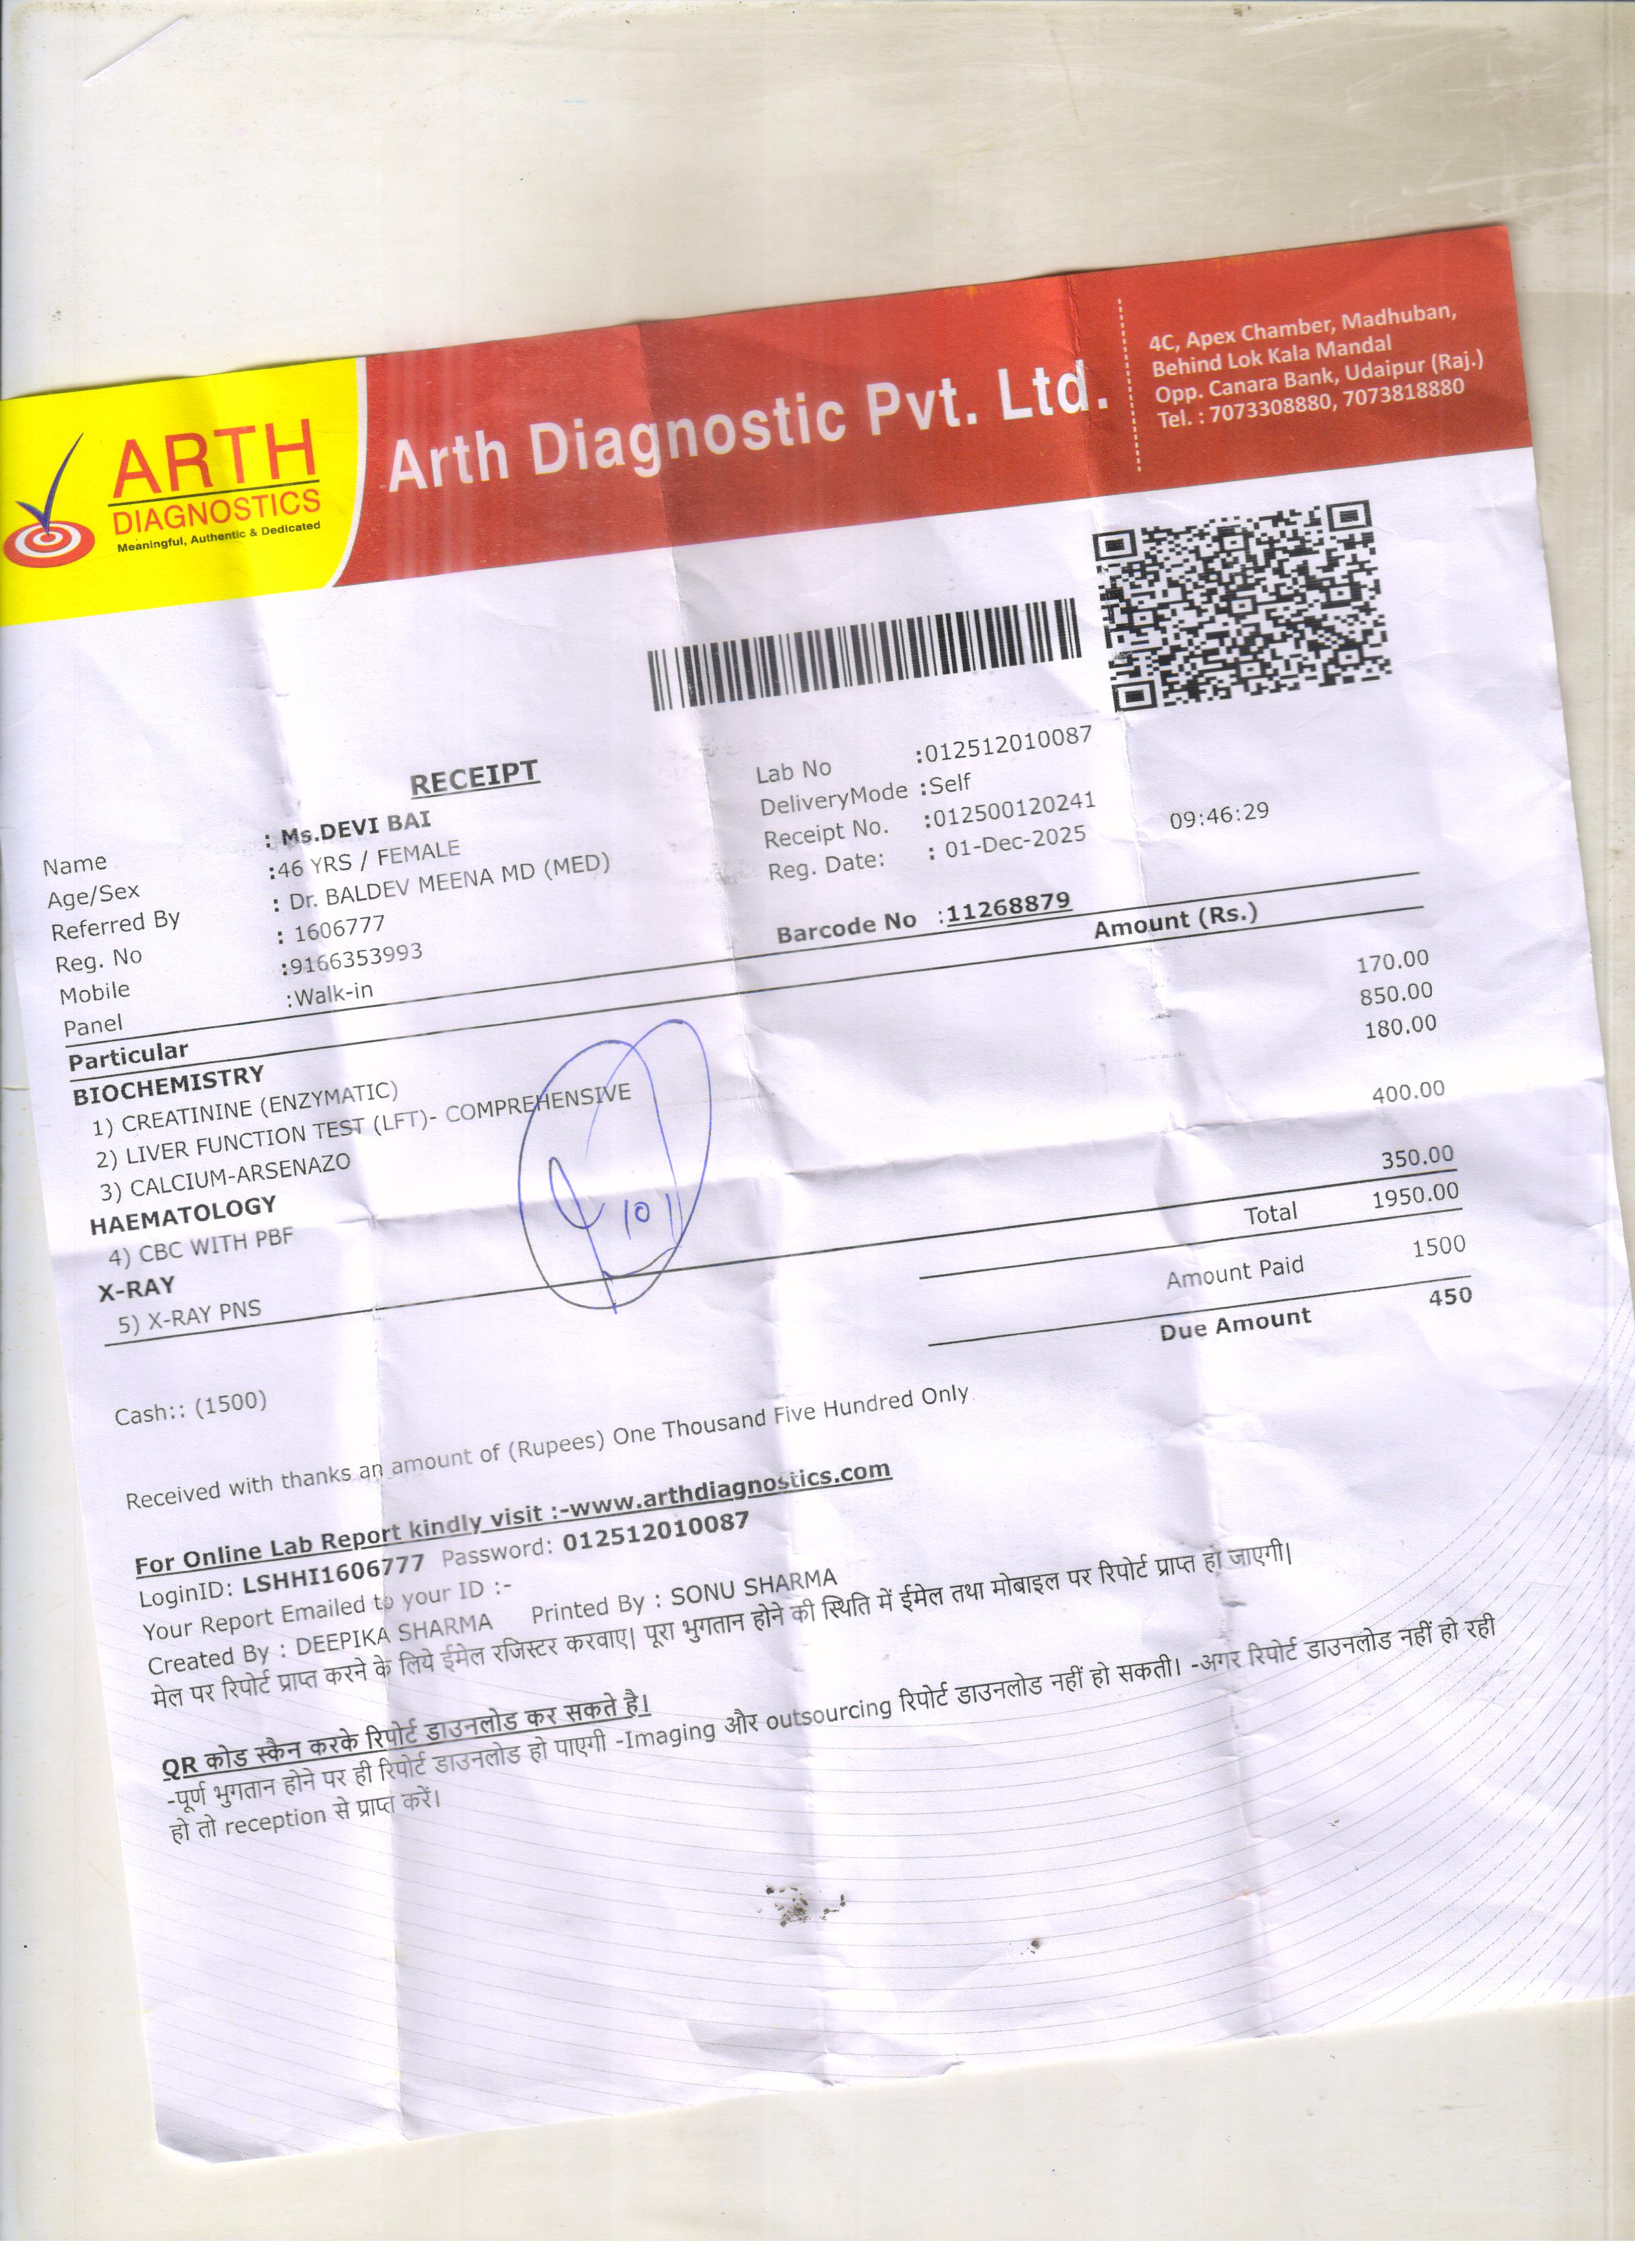 ARTH
DIAGNOSTICS
Meaningful, Authentic & Dedicated
Arth Diagnostic Pvt. Ltd.
4C, Apex Chamber, Madhuban,
Behind Lok Kala Mandal
Opp. Canara Bank, Udaipur (Raj.)
Tel. : 7073308880, 7073818880
RECEIPT
Name : Ms.DEVI BAI
Age/Sex :46 YRS / FEMALE
Referred By : Dr. BALDEV MEENA MD (MED)
Reg. No : 1606777
Mobile :9166353993
Panel :Walk-in
Lab No :012512010087
DeliveryMode :Self
Receipt No. :012500120241
Reg. Date: : 01-Dec-2025 09:46:29
Barcode No :11268879
Particular Amount (Rs.)
BIOCHEMISTRY
1) CREATININE (ENZYMATIC) 170.00
2) LIVER FUNCTION TEST (LFT)- COMPREHENSIVE 850.00
3) CALCIUM-ARSENAZO 180.00
HAEMATOLOGY
4) CBC WITH PBF 400.00
X-RAY
5) X-RAY PNS 350.00
Total 1950.00
Amount Paid 1500
Due Amount 450
Cash:: (1500)
Received with thanks an amount of (Rupees) One Thousand Five Hundred Only
For Online Lab Report kindly visit :-www.arthdiagnostics.com
LoginID: LSHHI1606777 Password: 012512010087
Your Report Emailed to your ID :-
Created By : DEEPIKA SHARMA Printed By : SONU SHARMA
मेल पर रिपोर्ट प्राप्त करने के लिये ईमेल रजिस्टर करवाए। पूरा भुगतान होने की स्थिति में ईमेल तथा मोबाइल पर रिपोर्ट प्राप्त हो जाएगी।
QR कोड स्कैन करके रिपोर्ट डाउनलोड कर सकते है।
-पूर्ण भुगतान होने पर ही रिपोर्ट डाउनलोड हो पाएगी -Imaging और outsourcing रिपोर्ट डाउनलोड नहीं हो सकती। -अगर रिपोर्ट डाउनलोड नहीं हो रही
हो तो reception से प्राप्त करें।